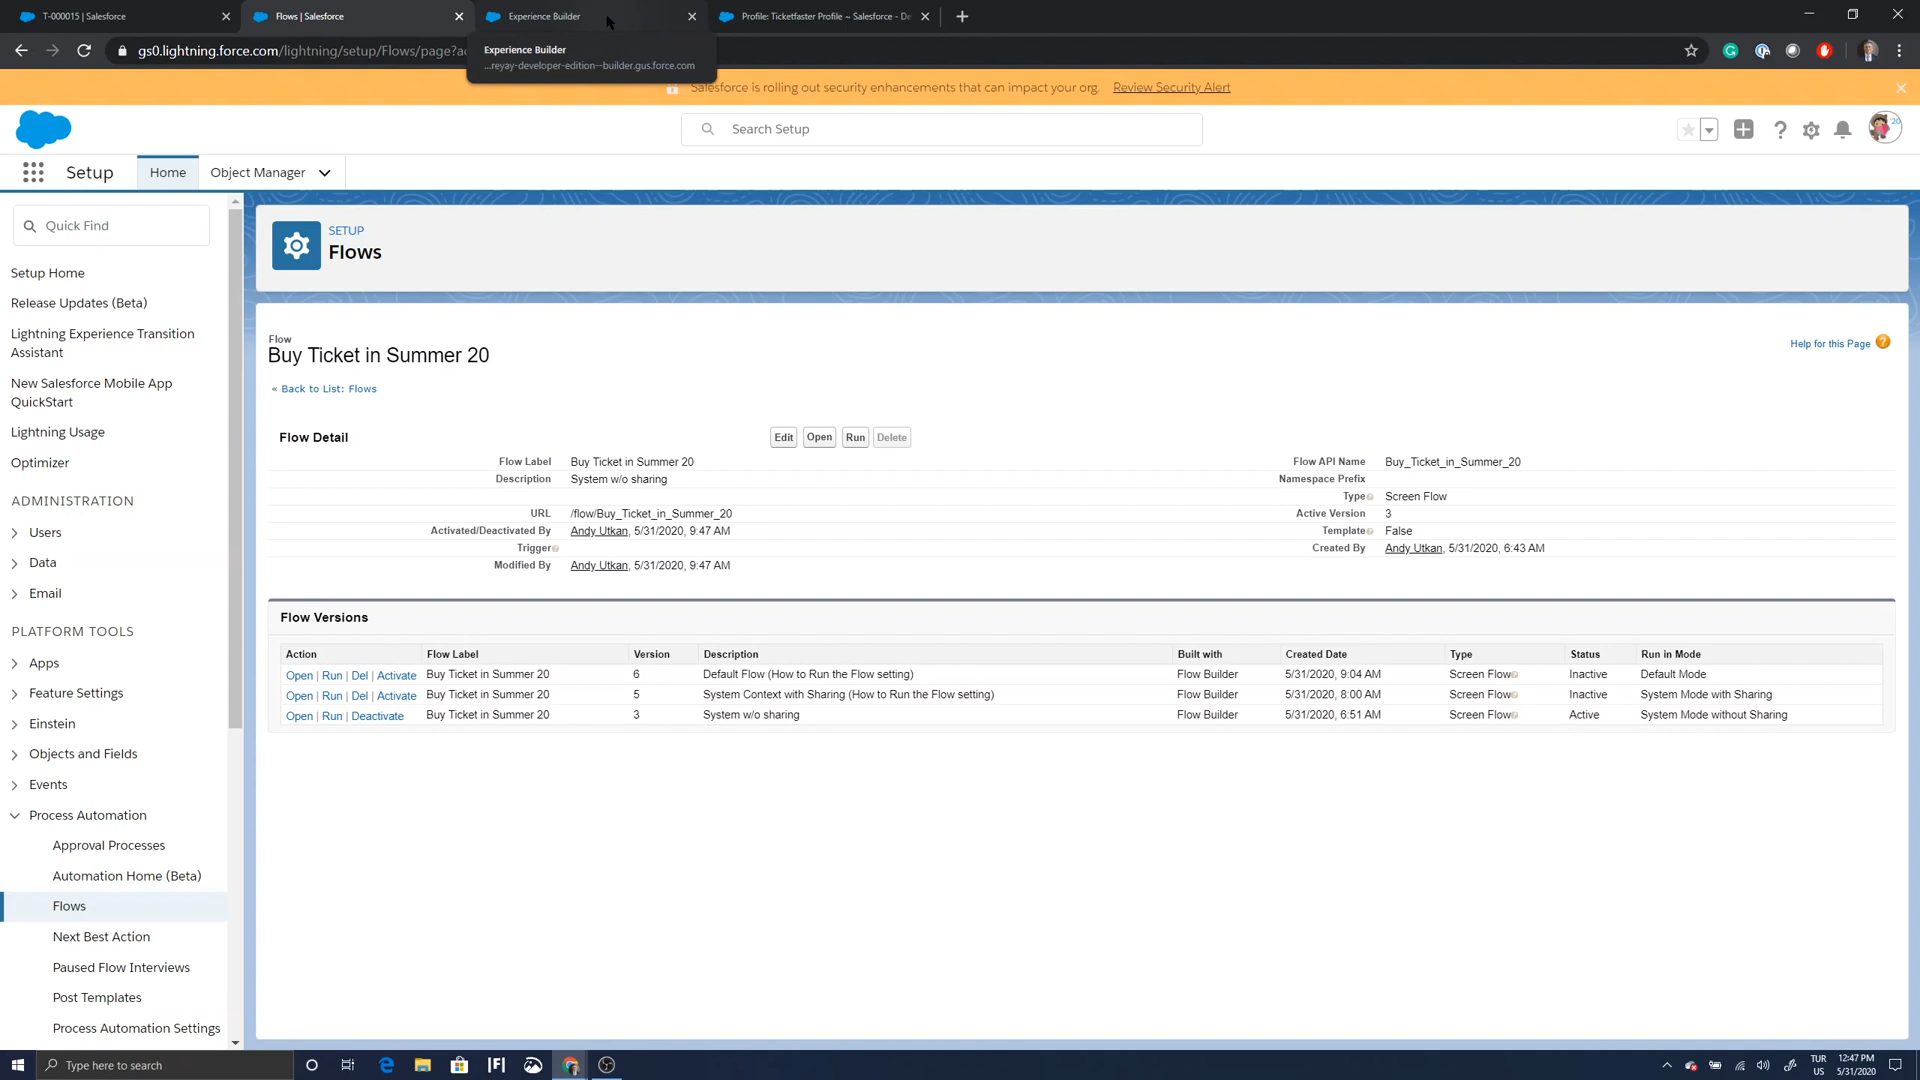 T-000015 | Salesforce
Flows | Salesforce
Experience Builder
Profile: Ticketfaster Profile ~ Salesforce - De
gs0.lightning.force.com/lightning/setup/Flows/page?a
Experience Builder
...reyay-developer-edition--builder.gus.force.com
Salesforce is rolling out security enhancements that can impact your org. Review Security Alert
Search Setup
'20
Setup
Home
Object Manager
Quick Find
Setup Home
Release Updates (Beta)
Lightning Experience Transition
Assistant
New Salesforce Mobile App
QuickStart
Lightning Usage
Optimizer
ADMINISTRATION
Users
Data
Email
PLATFORM TOOLS
Apps
Feature Settings
Einstein
Objects and Fields
Events
Process Automation
Approval Processes
Automation Home (Beta)
Flows
Next Best Action
Paused Flow Interviews
Post Templates
Process Automation Settings
SETUP
Flows
Flow
Buy Ticket in Summer 20
Help for this Page
« Back to List: Flows
Flow Detail
Edit Open Run Delete
Flow Label Buy Ticket in Summer 20 Flow API Name Buy_Ticket_in_Summer_20
Description System w/o sharing Namespace Prefix
Type Screen Flow
URL /flow/Buy_Ticket_in_Summer_20 Active Version 3
Activated/Deactivated By Andy Utkan, 5/31/2020, 9:47 AM Template False
Trigger Created By Andy Utkan, 5/31/2020, 6:43 AM
Modified By Andy Utkan, 5/31/2020, 9:47 AM
Flow Versions
Action Flow Label Version Description Built with Created Date Type Status Run in Mode
Open | Run | Del | Activate Buy Ticket in Summer 20 6 Default Flow (How to Run the Flow setting) Flow Builder 5/31/2020, 9:04 AM Screen Flow Inactive Default Mode
Open | Run | Del | Activate Buy Ticket in Summer 20 5 System Context with Sharing (How to Run the Flow setting) Flow Builder 5/31/2020, 8:00 AM Screen Flow Inactive System Mode with Sharing
Open | Run | Deactivate Buy Ticket in Summer 20 3 System w/o sharing Flow Builder 5/31/2020, 6:51 AM Screen Flow Active System Mode without Sharing
Type here to search
TUR
US
12:47 PM
5/31/2020